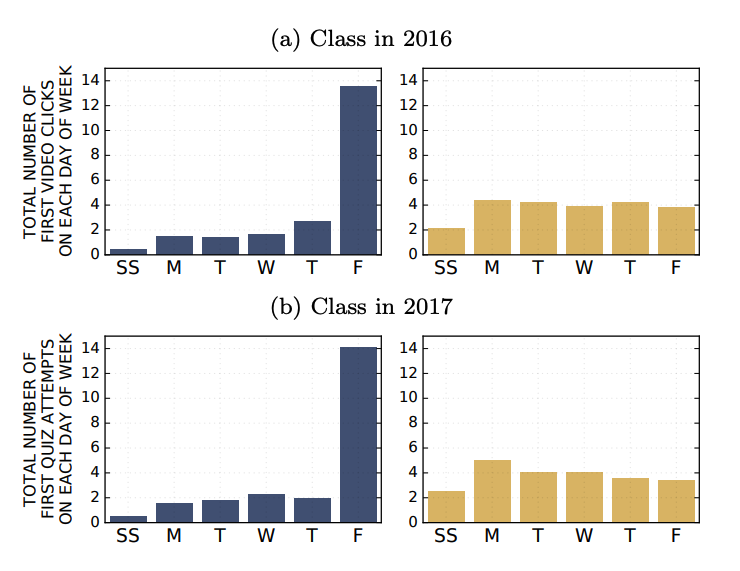 (a) Class in 2016
TOTAL NUMBER OF
FIRST VIDEO CLICKS
ON EACH DAY OF WEEK
14
12
10
8
6
4
2
0
SS M T W T F
14
12
10
8
6
4
2
0
SS M T W T F
(b) Class in 2017
TOTAL NUMBER OF
FIRST QUIZ ATTEMPTS
ON EACH DAY OF WEEK
14
12
10
8
6
4
2
0
SS M T W T F
14
12
10
8
6
4
2
0
SS M T W T F